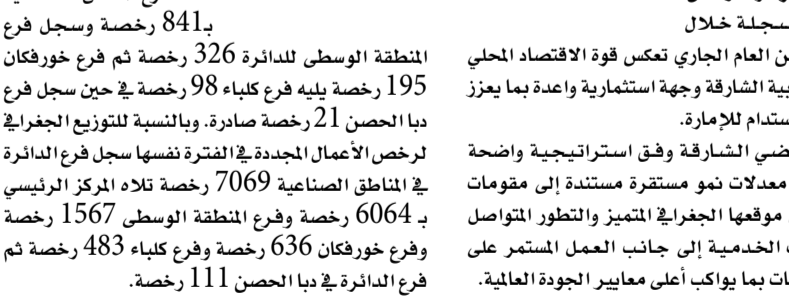 سجلة خلال
ن العام الجاري تعكس قوة الاقتصاد المحلي
بية الشارقة وجهة استثمارية واعدة بما يعزز
ستدام للإمارة.
ضي الشارقة وفق استراتيجية واضحة
معدلات نمو مستقرة مستندة إلى مقومات
موقعها الجغرافي المتميز والتطور المتواصل
الخدمية إلى جانب العمل المستمر على
ات بما يواكب أعلى معايير الجودة العالمية.
بـ841 رخصة وسجل فرع
المنطقة الوسطى للدائرة 326 رخصة ثم فرع خورفكان
195 رخصة يليه فرع كلباء 98 رخصة في حين سجل فرع
دبا الحصن 21 رخصة صادرة. وبالنسبة للتوزيع الجغرافي
لرخص الأعمال المجددة في الفترة نفسها سجل فرع الدائرة
في المناطق الصناعية 7069 رخصة تلاه المركز الرئيسي
بـ 6064 رخصة وفرع المنطقة الوسطى 1567 رخصة
وفرع خورفكان 636 رخصة وفرع كلباء 483 رخصة ثم
فرع الدائرة في دبا الحصن 111 رخصة.